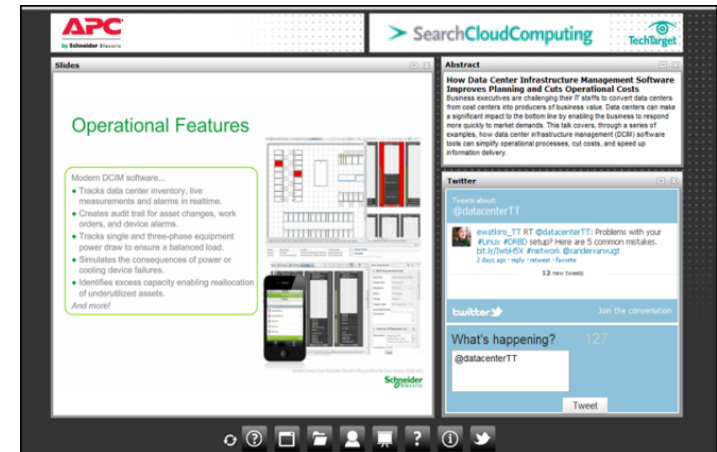 APC
by Schneider Electric
> SearchCloudComputing
TechTarget
Slides
Operational Features
Modern DCIM software...
• Tracks data center inventory, live
measurements and alarms in realtime.
• Creates audit trail for asset changes, work
orders, and device alarms.
• Tracks single and three-phase equipment
power draw to ensure a balanced load.
• Simulates the consequences of power or
cooling device failures.
• Identifies excess capacity enabling reallocation
of underutilized assets.
And more!
Schneider
Electric
Abstract
How Data Center Infrastructure Management Software
Improves Planning and Cuts Operational Costs
Business executives are challenging their IT staffs to convert data centers
from cost centers into producers of business value. Data centers can make
a significant impact to the bottom line by enabling the business to respond
more quickly to market demands. This talk covers, through a series of
examples, how data center infrastructure management (DCIM) software
tools can simplify operational processes, cut costs, and speed up
information delivery.
Twitter
Tweets about:
@datacenterTT
ewatkins_TT RT @datacenterTT: Problems with your
#Linux #DRBD setup? Here are 5 common mistakes.
bit.ly/IwbH5X #network @sandervanvugt
2 days ago · reply · retweet · favorite
12 new tweets
twitter
Join the conversation
What's happening? 127
@datacenterTT
Tweet